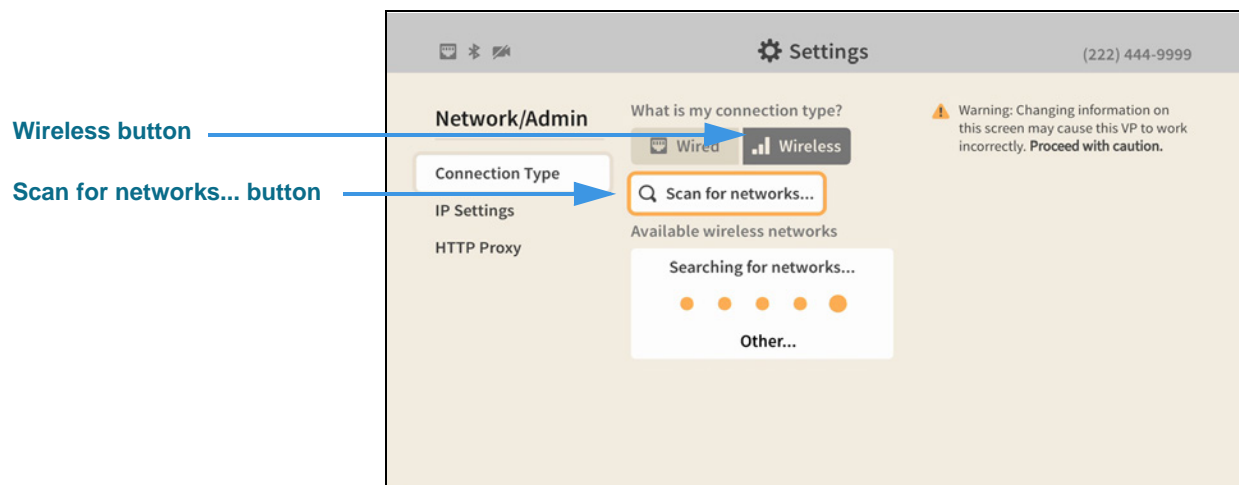 Settings
(222) 444-9999
Wireless button
Scan for networks... button
Network/Admin
Connection Type
IP Settings
HTTP Proxy
What is my connection type?
Wired
Wireless
Scan for networks...
Available wireless networks
Searching for networks...
Other...
Warning: Changing information on
this screen may cause this VP to work
incorrectly. Proceed with caution.